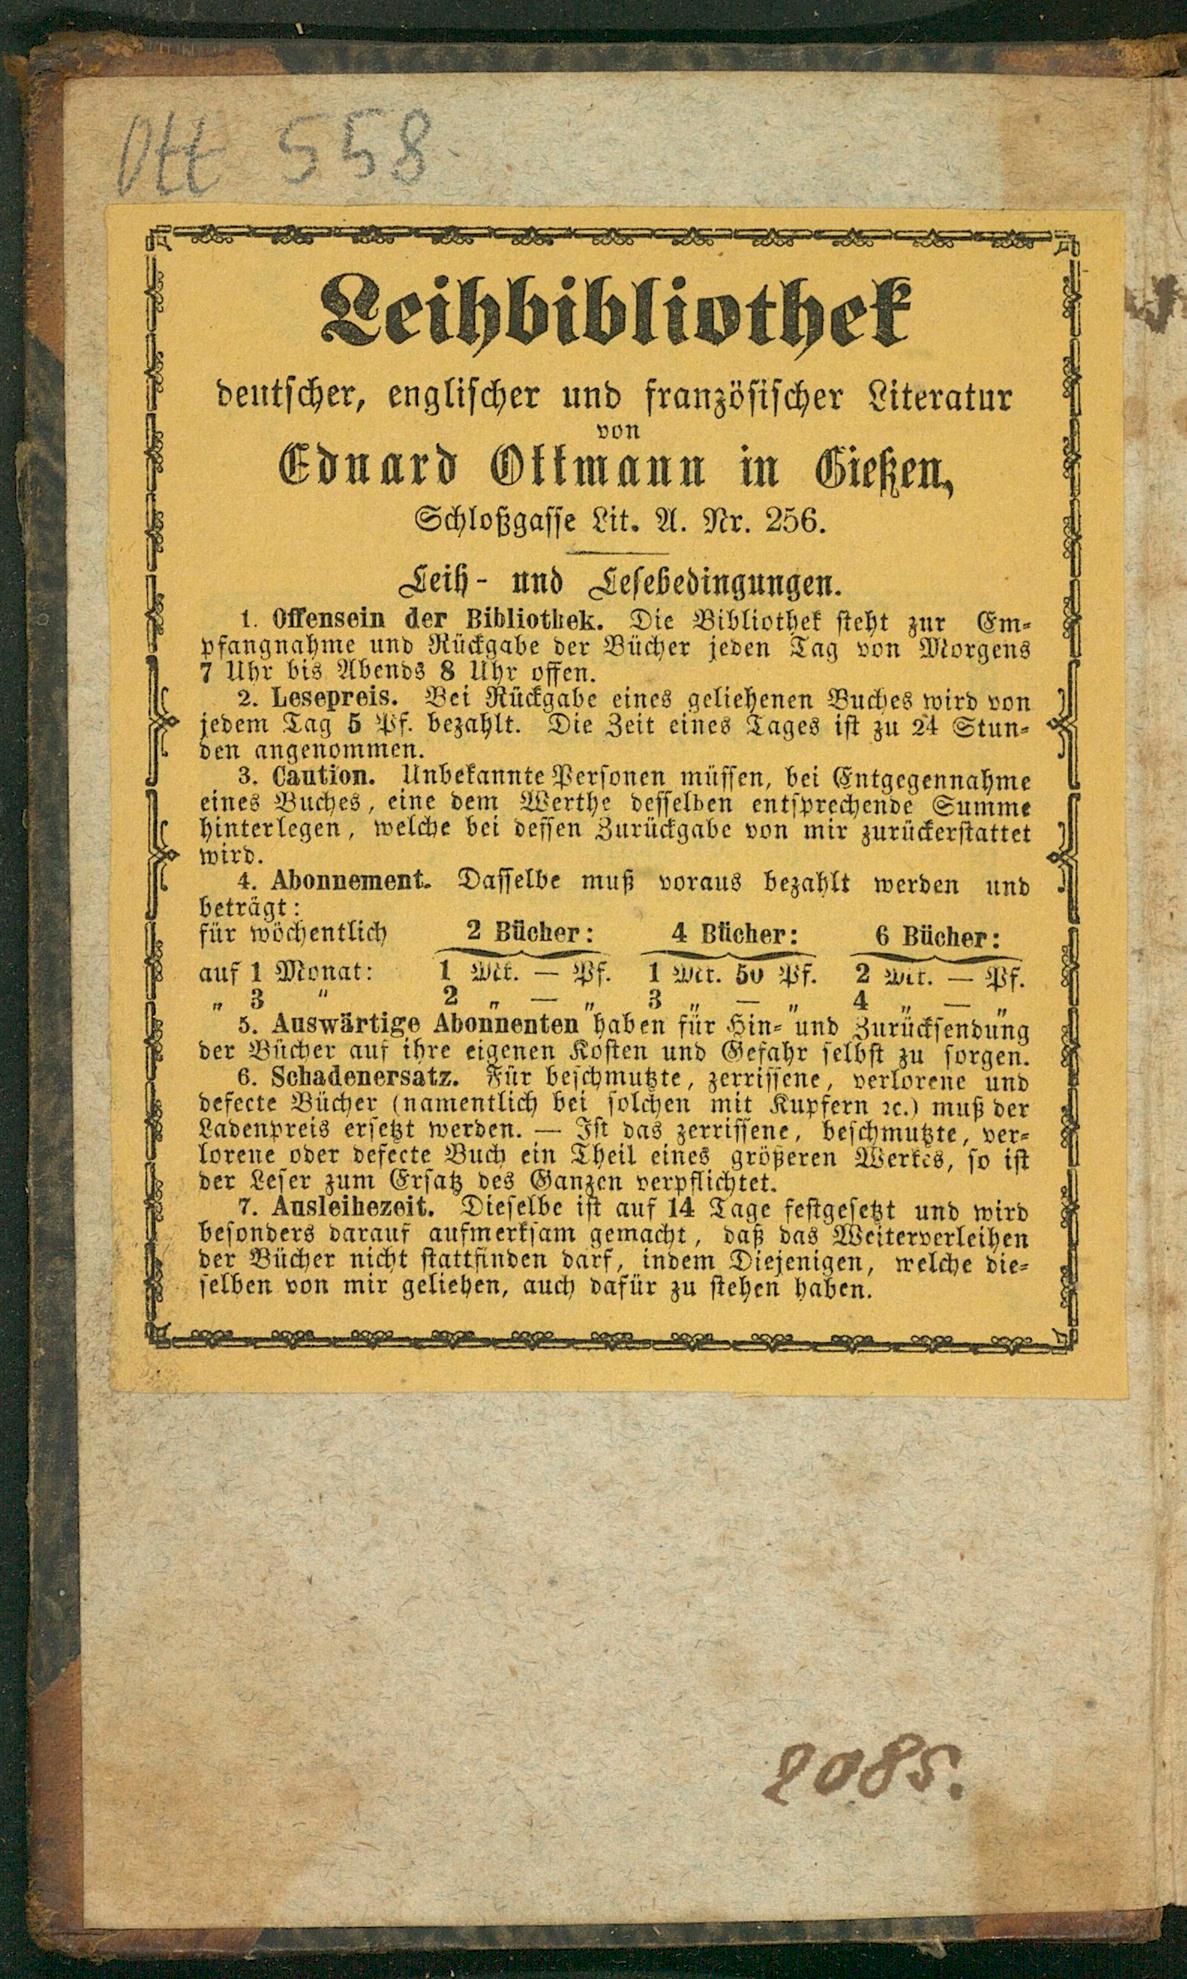 Ott 558
Leihbibliothek
deutscher, englischer und französischer Literatur
von
Eduard Ottmann in Gießen,
Schloßgasse Lit. A. Nr. 256.
Leih- und Lesebedingungen.
1. Offensein der Bibliothek. Die Bibliothek steht zur Em-
pfangnahme und Rückgabe der Bücher jeden Tag von Morgens
7 Uhr bis Abends 8 Uhr offen.
2. Lesepreis. Bei Rückgabe eines geliehenen Buches wird von
jedem Tag 5 Pf. bezahlt. Die Zeit eines Tages ist zu 24 Stun-
den angenommen.
3. Caution. Unbekannte Personen müssen, bei Entgegennahme
eines Buches, eine dem Werthe desselben entsprechende Summe
hinterlegen, welche bei dessen Zurückgabe von mir zurückerstattet
wird.
4. Abonnement. Dasselbe muß voraus bezahlt werden und
beträgt:
für wöchentlich 2 Bücher: 4 Bücher: 6 Bücher:
auf 1 Monat: 1 Mk. — Pf. 1 Mk. 50 Pf. 2 Mk. — Pf.
„ 3 „ 2 „ — „ 3 „ — „ 4 „ — „
5. Auswärtige Abonnenten haben für Hin- und Zurücksendung
der Bücher auf ihre eigenen Kosten und Gefahr selbst zu sorgen.
6. Schadenersatz. Für beschmutzte, zerrissene, verlorene und
defecte Bücher (namentlich bei solchen mit Kupfern ꝛc.) muß der
Ladenpreis ersetzt werden. — Ist das zerrissene, beschmutzte, ver-
lorene oder defecte Buch ein Theil eines größeren Werkes, so ist
der Leser zum Ersatz des Ganzen verpflichtet.
7. Ausleihezeit. Dieselbe ist auf 14 Tage festgesetzt und wird
besonders darauf aufmerksam gemacht, daß das Weiterverleihen
der Bücher nicht stattfinden darf, indem Diejenigen, welche die-
selben von mir geliehen, auch dafür zu stehen haben.
2085.